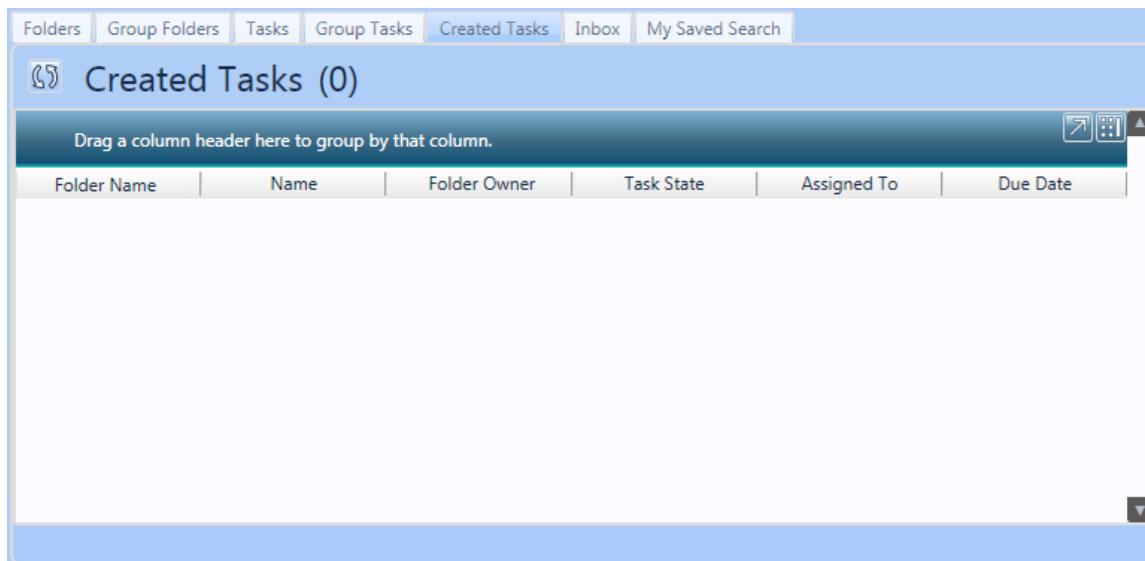 Folders Group Folders Tasks Group Tasks Created Tasks Inbox My Saved Search
Created Tasks (0)
Drag a column header here to group by that column.
Folder Name Name Folder Owner Task State Assigned To Due Date